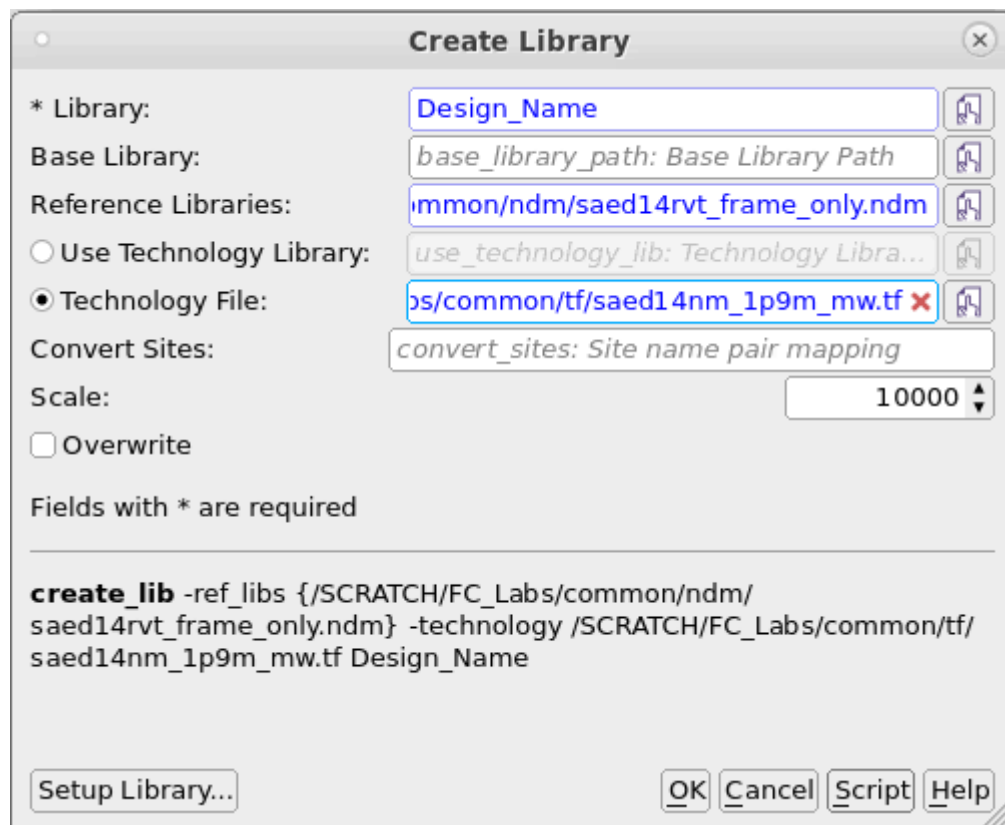 Create Library
* Library: Design_Name
Base Library: base_library_path: Base Library Path
Reference Libraries: ommon/ndm/saed14rvt_frame_only.ndm
Use Technology Library: use_technology_lib: Technology Libra...
Technology File: bs/common/tf/saed14nm_1p9m_mw.tf
Convert Sites: convert_sites: Site name pair mapping
Scale: 10000
Overwrite
Fields with * are required
create_lib -ref_libs {/SCRATCH/FC_Labs/common/ndm/
saed14rvt_frame_only.ndm} -technology /SCRATCH/FC_Labs/common/tf/
saed14nm_1p9m_mw.tf Design_Name
Setup Library... OK Cancel Script Help